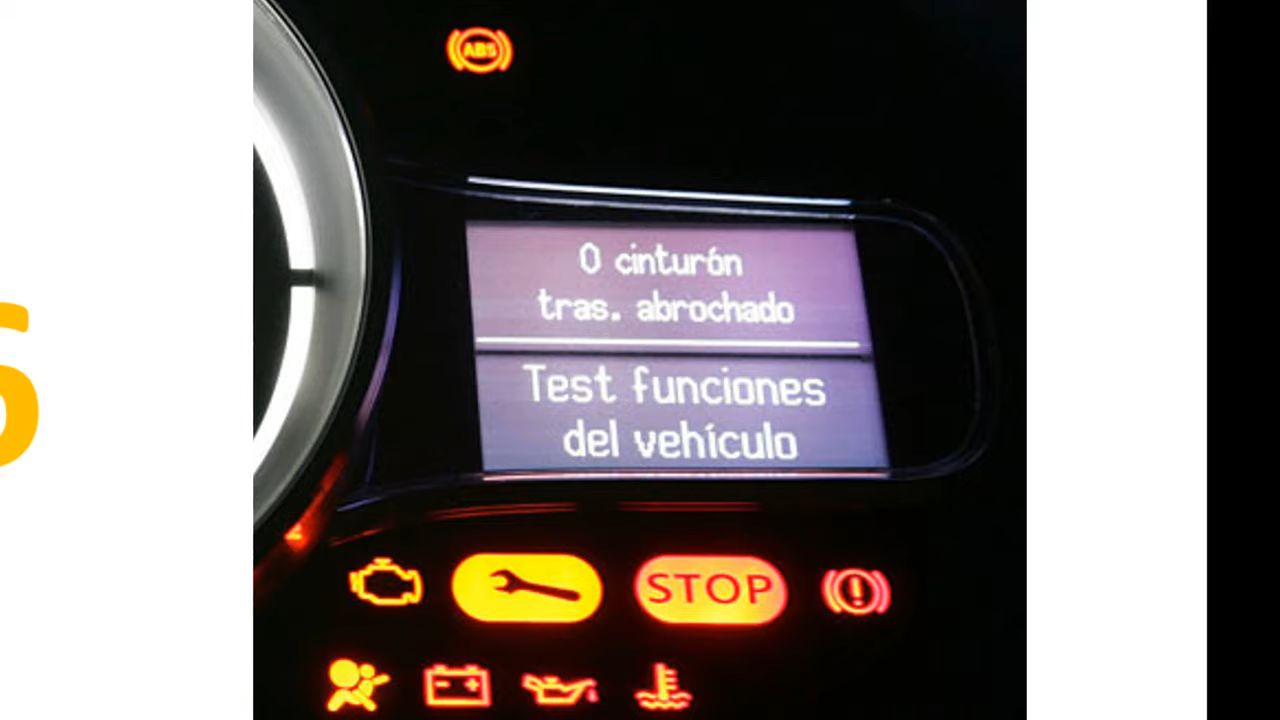 ABS
0 cinturón
tras. abrochado
Test funciones
del vehículo
STOP